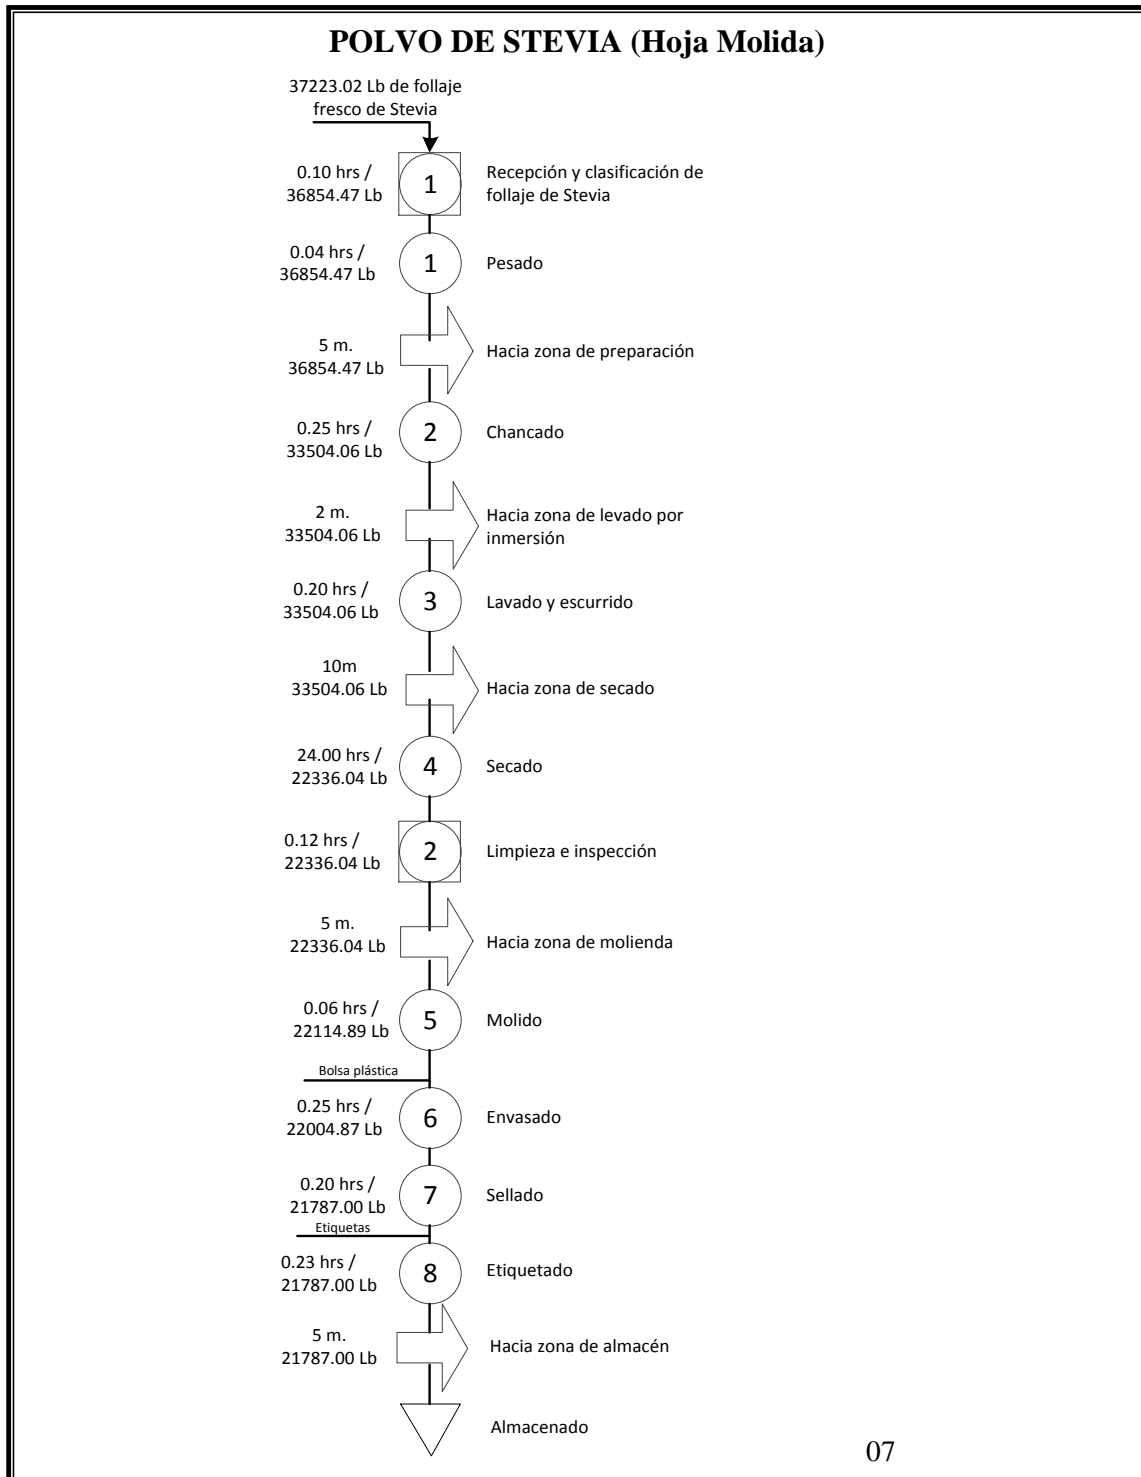 POLVO DE STEVIA (Hoja Molida)
37223.02 Lb de follaje
fresco de Stevia
0.10 hrs /
36854.47 Lb
1
Recepción y clasificación de
follaje de Stevia
0.04 hrs /
36854.47 Lb
1
Pesado
5 m.
36854.47 Lb
Hacia zona de preparación
0.25 hrs /
33504.06 Lb
2
Chancado
2 m.
33504.06 Lb
Hacia zona de levado por
inmersión
0.20 hrs /
33504.06 Lb
3
Lavado y escurrido
10m
33504.06 Lb
Hacia zona de secado
24.00 hrs /
22336.04 Lb
4
Secado
0.12 hrs /
22336.04 Lb
2
Limpieza e inspección
5 m.
22336.04 Lb
Hacia zona de molienda
0.06 hrs /
22114.89 Lb
5
Molido
Bolsa plástica
0.25 hrs /
22004.87 Lb
6
Envasado
0.20 hrs /
21787.00 Lb
7
Sellado
Etiquetas
0.23 hrs /
21787.00 Lb
8
Etiquetado
5 m.
21787.00 Lb
Hacia zona de almacén
Almacenado
07